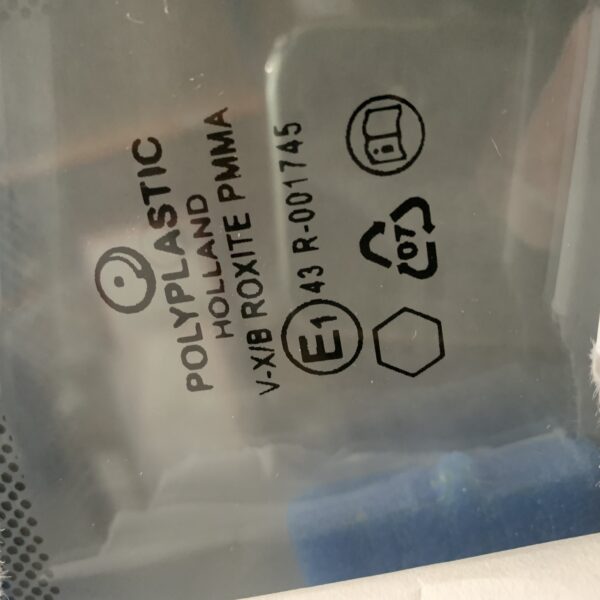 POLYPLASTIC
HOLLAND
V-X/B ROXITE PMMA
E1 43 R-001745
07